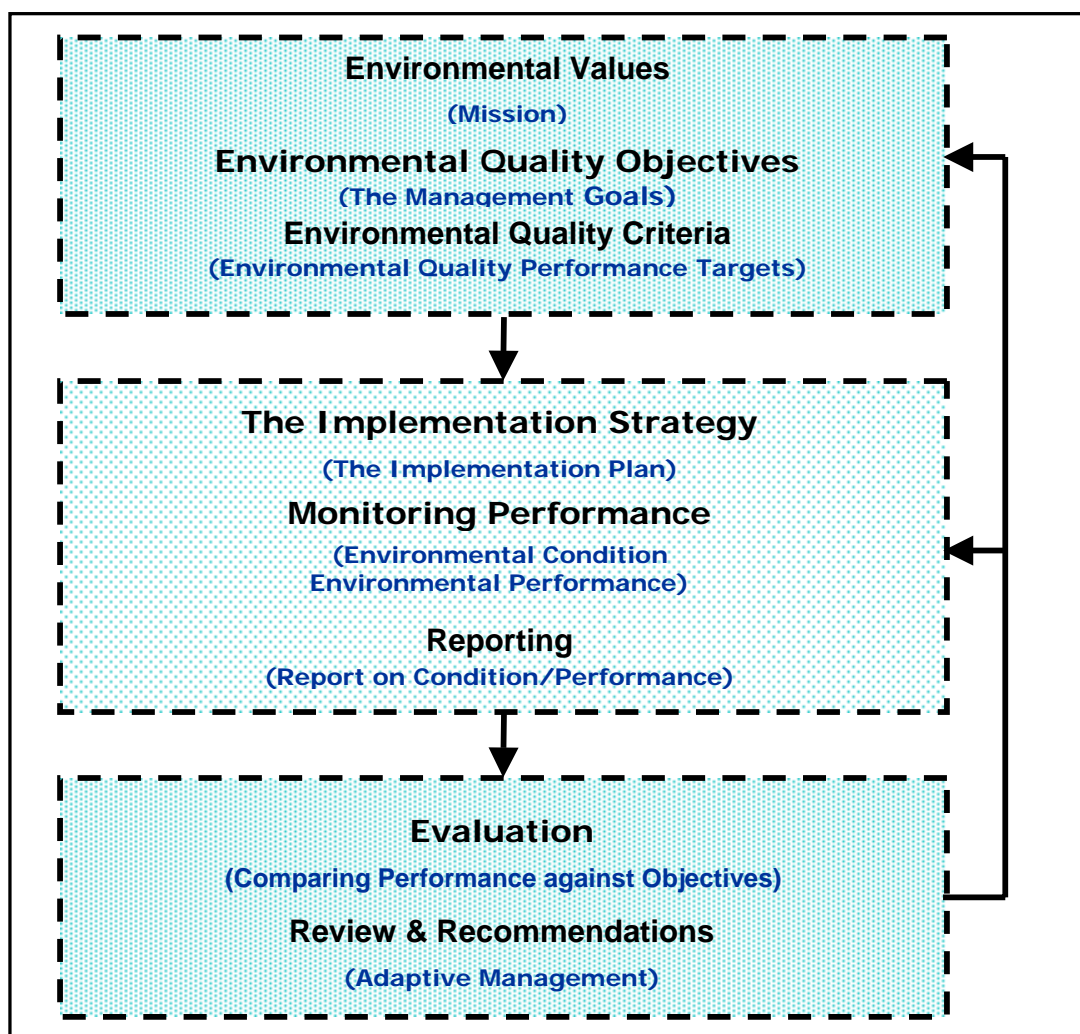 Environmental Values
(Mission)
Environmental Quality Objectives
(The Management Goals)
Environmental Quality Criteria
(Environmental Quality Performance Targets)
The Implementation Strategy
(The Implementation Plan)
Monitoring Performance
(Environmental Condition
Environmental Performance)
Reporting
(Report on Condition/Performance)
Evaluation
(Comparing Performance against Objectives)
Review & Recommendations
(Adaptive Management)